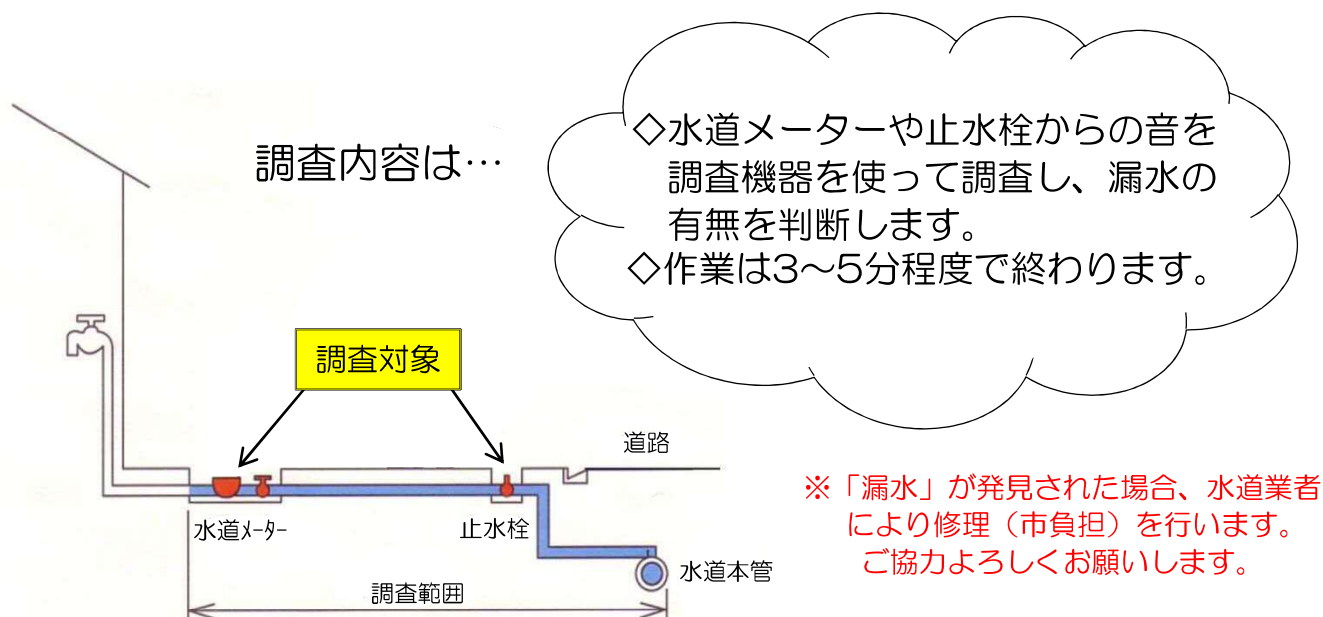 調査内容は…
◇水道メーターや止水栓からの音を
調査機器を使って調査し、漏水の
有無を判断します。
◇作業は3～5分程度で終わります。
調査対象
道路
水道ﾒｰﾀｰ
止水栓
水道本管
調査範囲
※「漏水」が発見された場合、水道業者
により修理（市負担）を行います。
ご協力よろしくお願いします。